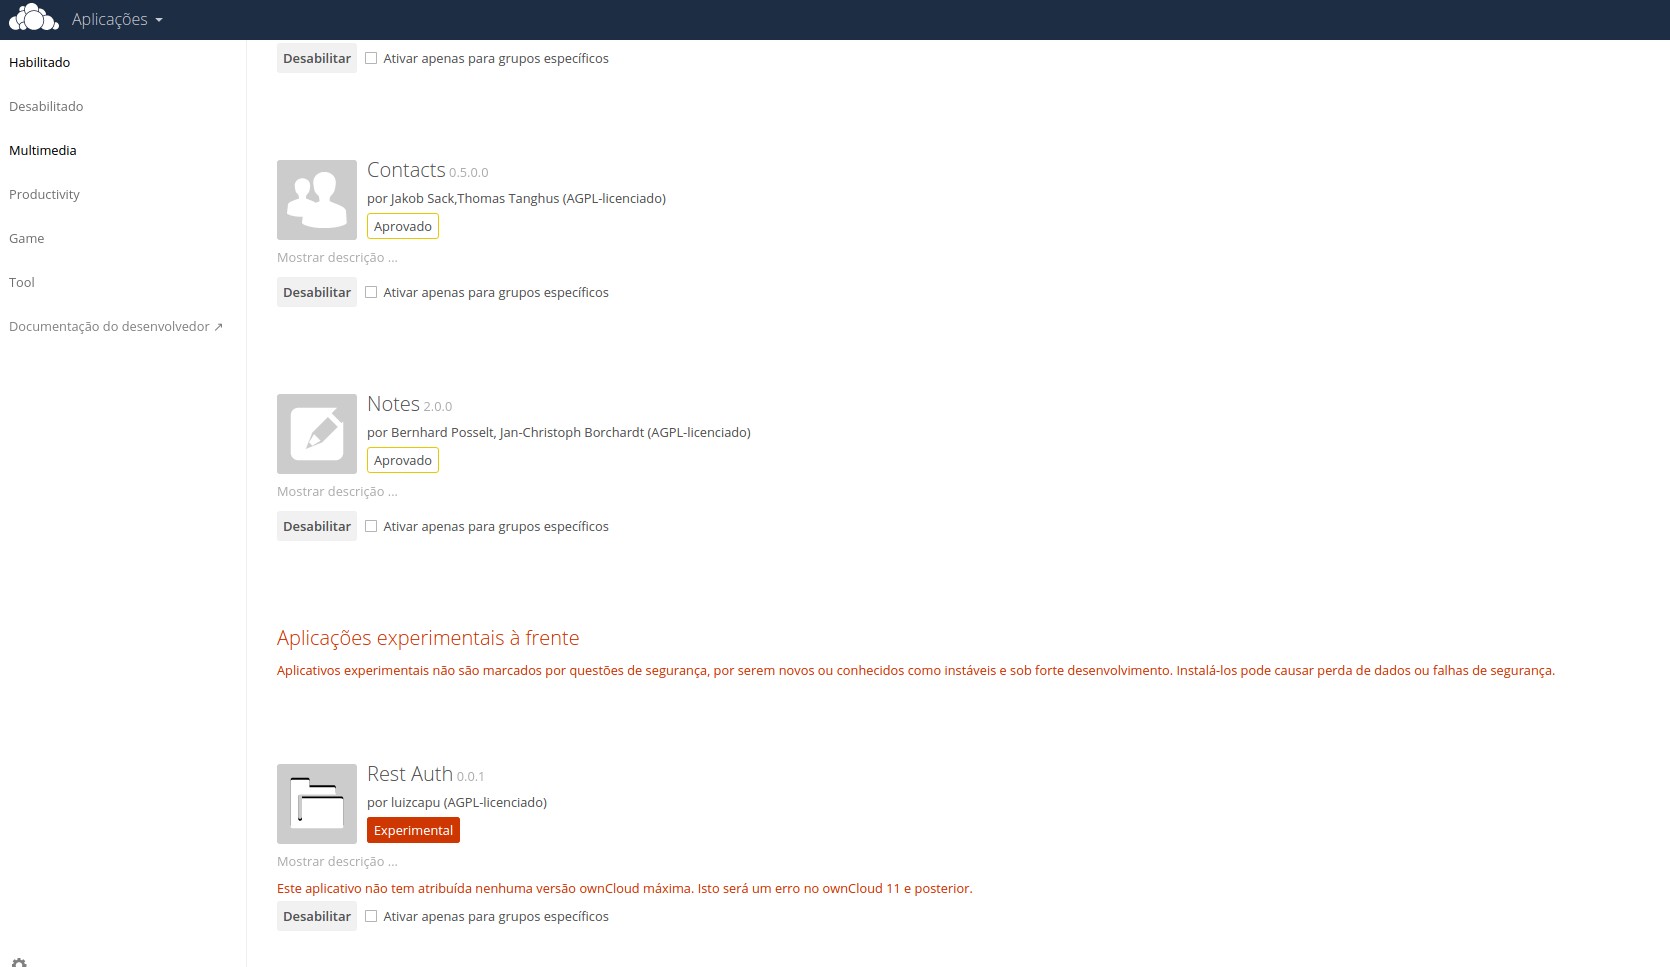 Aplicações
Habilitado
Desabilitado
Multimedia
Productivity
Game
Tool
Documentação do desenvolvedor ↗
Desabilitar Ativar apenas para grupos específicos
Contacts 0.5.0.0
por Jakob Sack,Thomas Tanghus (AGPL-licenciado)
Aprovado
Mostrar descrição ...
Desabilitar Ativar apenas para grupos específicos
Notes 2.0.0
por Bernhard Posselt, Jan-Christoph Borchardt (AGPL-licenciado)
Aprovado
Mostrar descrição ...
Desabilitar Ativar apenas para grupos específicos
Aplicações experimentais à frente
Aplicativos experimentais não são marcados por questões de segurança, por serem novos ou conhecidos como instáveis e sob forte desenvolvimento. Instalá-los pode causar perda de dados ou falhas de segurança.
Rest Auth 0.0.1
por luizcapu (AGPL-licenciado)
Experimental
Mostrar descrição ...
Este aplicativo não tem atribuída nenhuma versão ownCloud máxima. Isto será um erro no ownCloud 11 e posterior.
Desabilitar Ativar apenas para grupos específicos